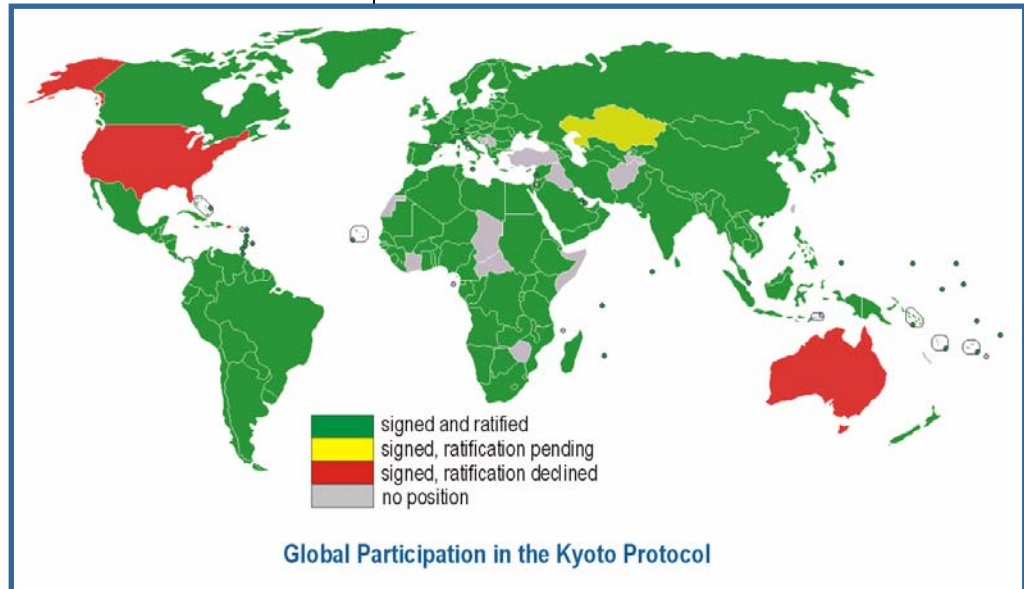 signed and ratified
signed, ratification pending
signed, ratification declined
no position
Global Participation in the Kyoto Protocol